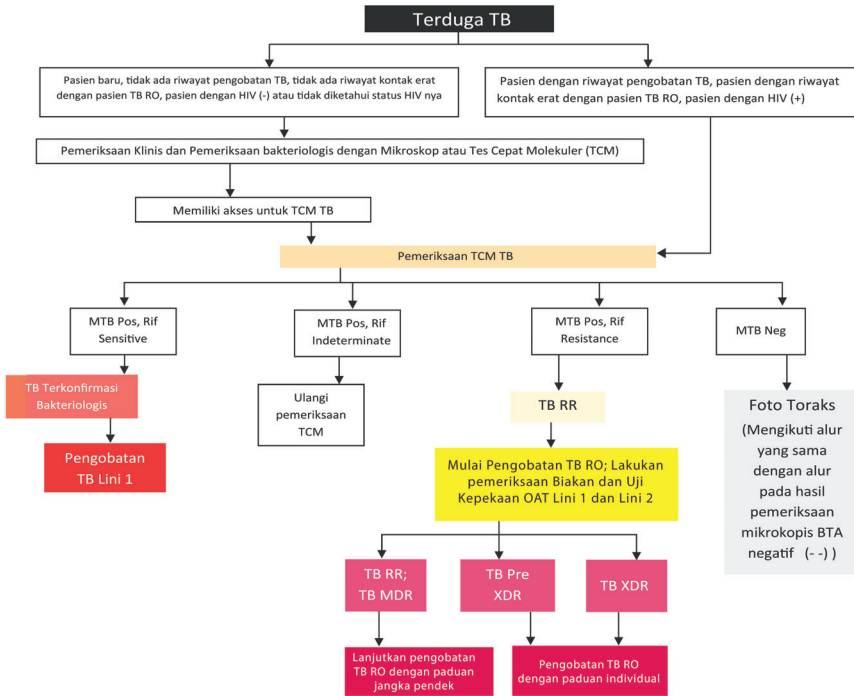 Terduga TB
Pasien baru, tidak ada riwayat pengobatan TB, tidak ada riwayat kontak erat
dengan pasien TB RO, pasien dengan HIV (-) atau tidak diketahui status HIV nya
Pasien dengan riwayat pengobatan TB, pasien dengan riwayat
kontak erat dengan pasien TB RO, pasien dengan HIV (+)
Pemeriksaan Klinis dan Pemeriksaan bakteriologis dengan Mikroskop atau Tes Cepat Molekuler (TCM)
Memiliki akses untuk TCM TB
Pemeriksaan TCM TB
MTB Pos, Rif
Sensitive
MTB Pos, Rif
Indeterminate
MTB Pos, Rif
Resistance
MTB Neg
TB Terkonfirmasi
Bakteriologis
Ulangi
pemeriksaan
TCM
TB RR
Foto Toraks
(Mengikuti alur
yang sama
dengan alur
pada hasil
pemeriksaan
mikrokopis BTA
negatif (- -) )
Pengobatan
TB Lini 1
Mulai Pengobatan TB RO; Lakukan
pemeriksaan Biakan dan Uji
Kepekaan OAT Lini 1 dan Lini 2
TB RR;
TB MDR
TB Pre
XDR
TB XDR
Lanjutkan pengobatan
TB RO dengan paduan
jangka pendek
Pengobatan TB RO
dengan paduan individual